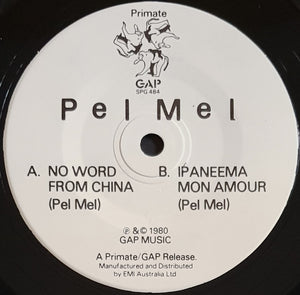 Primate
GAP
SPG 484
Pel Mel
A. NO WORD FROM CHINA
(Pel Mel)
B. IPANEEMA MON AMOUR
(Pel Mel)
℗ & © 1980
GAP MUSIC
A Primate/GAP Release.
Manufactured and Distributed
by EMI Australia Ltd